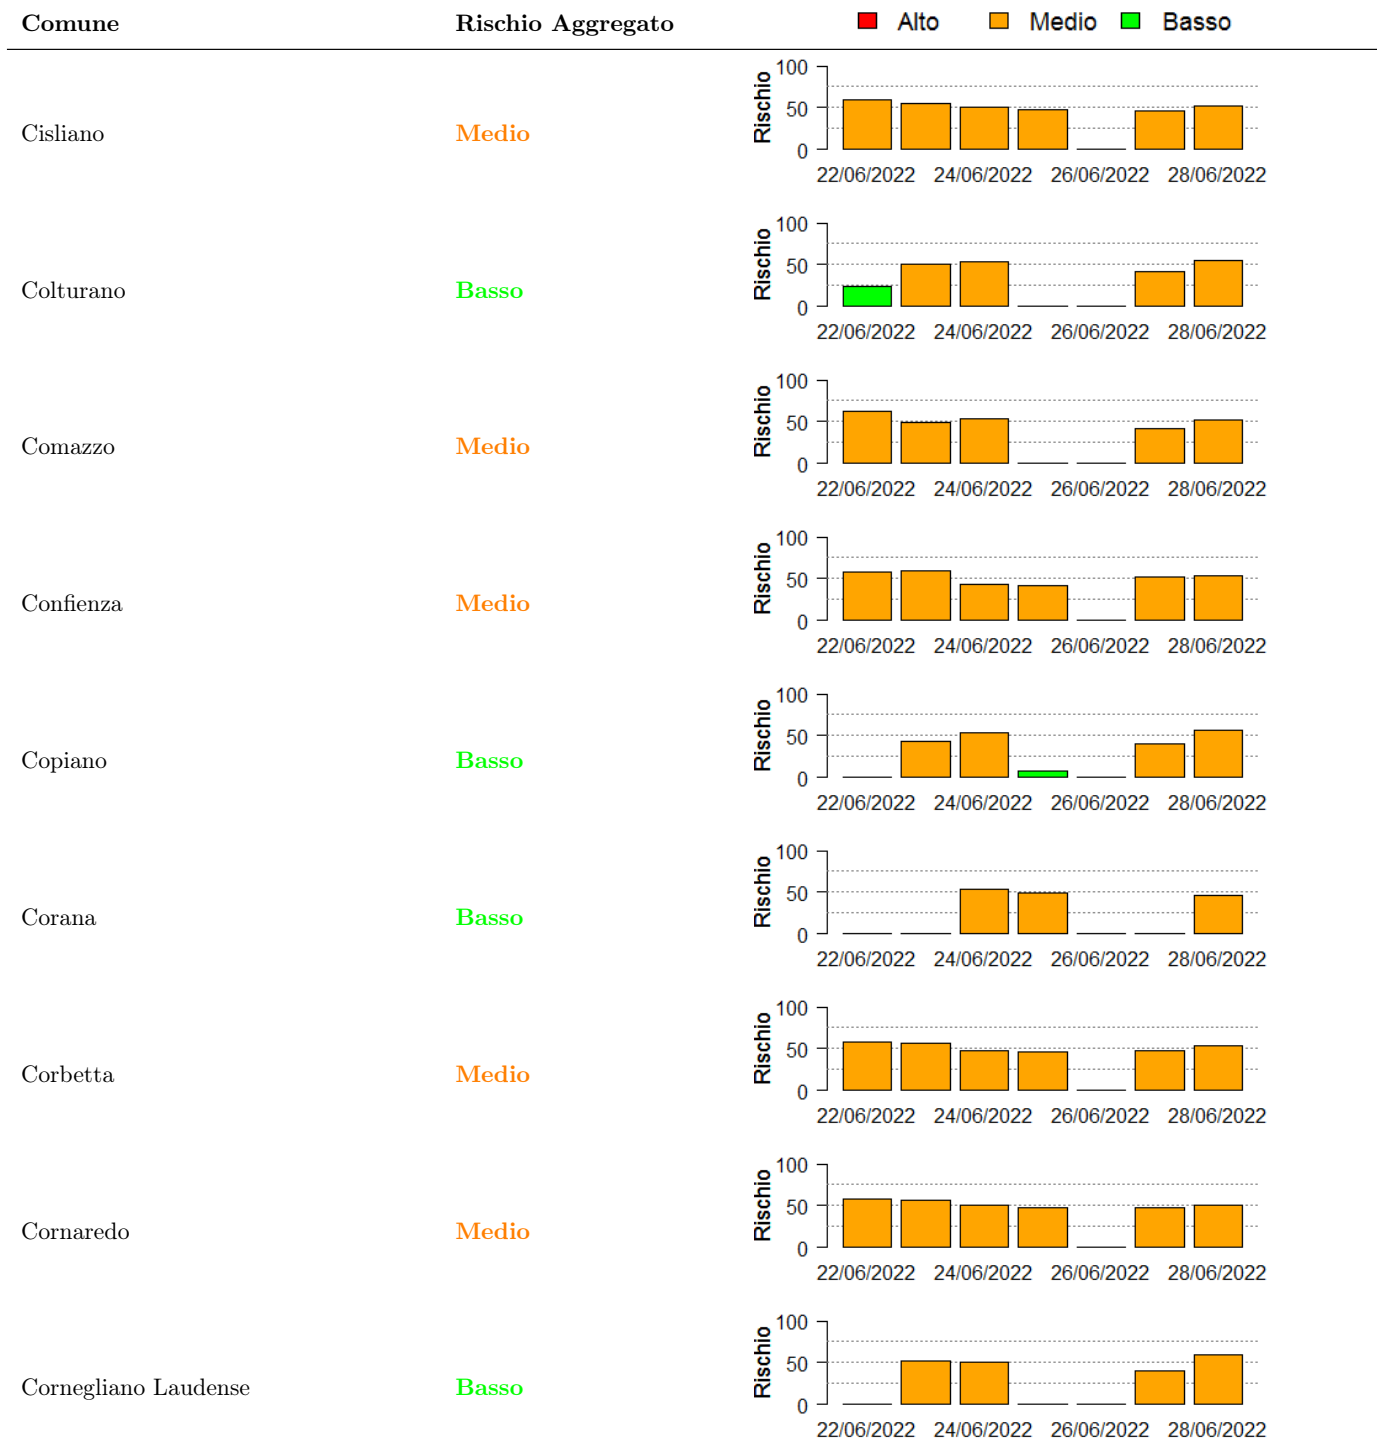 Comune Rischio Aggregato Alto Medio Basso
Cisliano Medio
Rischio
100
50
0
22/06/2022 24/06/2022 26/06/2022 28/06/2022
Colturano Basso
Rischio
100
50
0
22/06/2022 24/06/2022 26/06/2022 28/06/2022
Comazzo Medio
Rischio
100
50
0
22/06/2022 24/06/2022 26/06/2022 28/06/2022
Confienza Medio
Rischio
100
50
0
22/06/2022 24/06/2022 26/06/2022 28/06/2022
Copiano Basso
Rischio
100
50
0
22/06/2022 24/06/2022 26/06/2022 28/06/2022
Corana Basso
Rischio
100
50
0
22/06/2022 24/06/2022 26/06/2022 28/06/2022
Corbetta Medio
Rischio
100
50
0
22/06/2022 24/06/2022 26/06/2022 28/06/2022
Cornaredo Medio
Rischio
100
50
0
22/06/2022 24/06/2022 26/06/2022 28/06/2022
Cornegliano Laudense Basso
Rischio
100
50
0
22/06/2022 24/06/2022 26/06/2022 28/06/2022